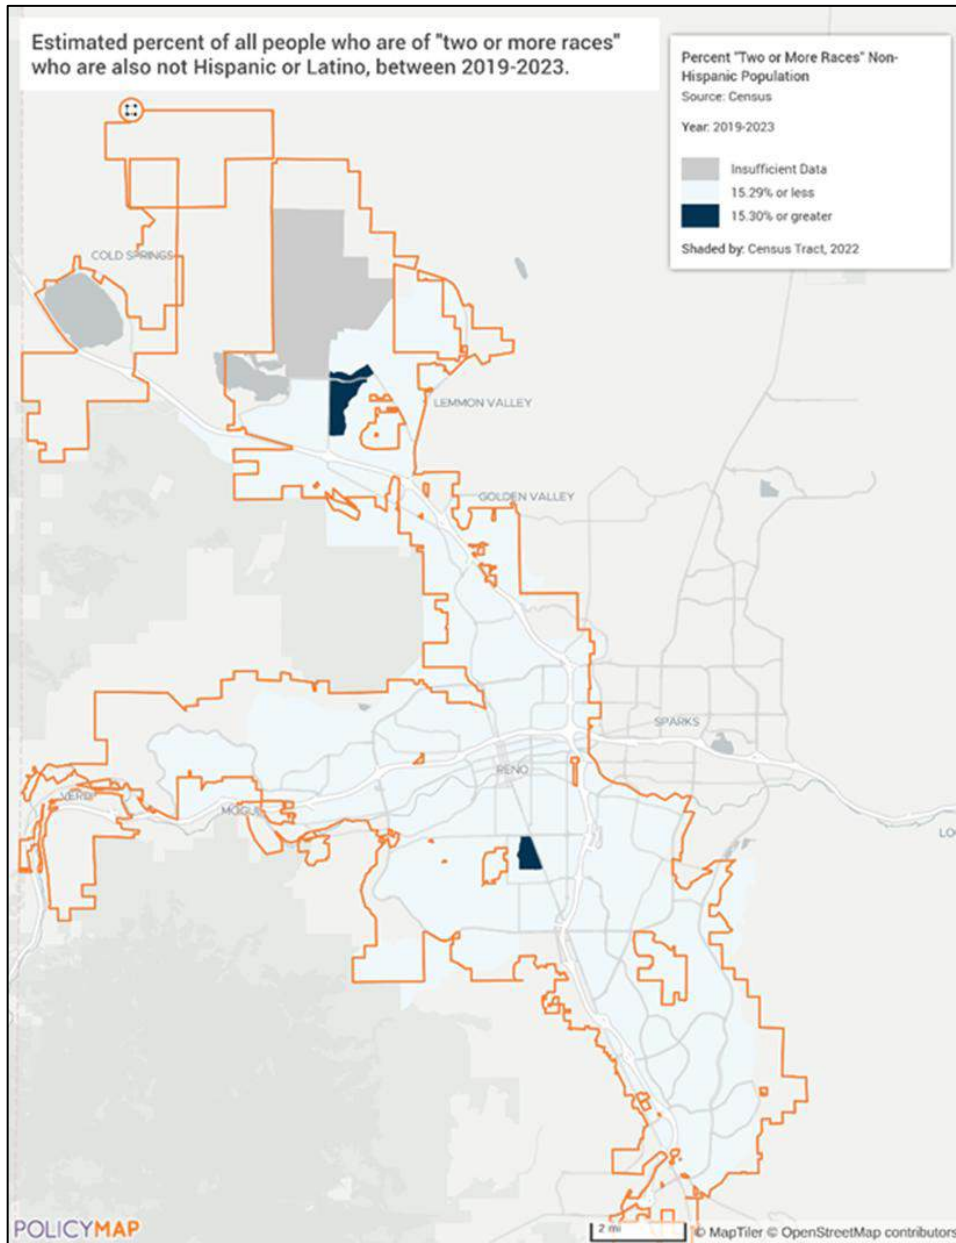 Estimated percent of all people who are of "two or more races"
who are also not Hispanic or Latino, between 2019-2023.
Percent "Two or More Races" Non-
Hispanic Population
Source: Census
Year: 2019-2023
Insufficient Data
15.29% or less
15.30% or greater
Shaded by: Census Tract, 2022
COLD SPRINGS
LEMMON VALLEY
GOLDEN VALLEY
SPARKS
RENO
VERDI
MOGUL
LO
POLICYMAP
2 mi
© MapTiler © OpenStreetMap contributors